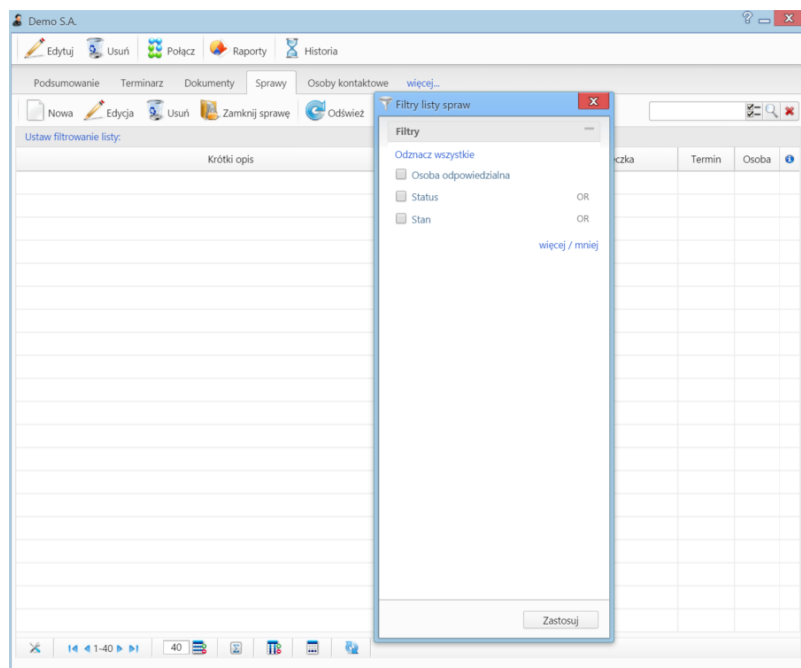 Demo S.A.
Edytuj Usuń Połącz Raporty Historia
Podsumowanie Terminarz Dokumenty Sprawy Osoby kontaktowe więcej...
Nowa Edycja Usuń Zamknij sprawę Odśwież
Ustaw filtrowanie listy:
Krótki opis czka Termin Osoba
Filtry listy spraw
Filtry
Odznacz wszystkie
Osoba odpowiedzialna
Status OR
Stan OR
więcej / mniej
Zastosuj
1-40 40